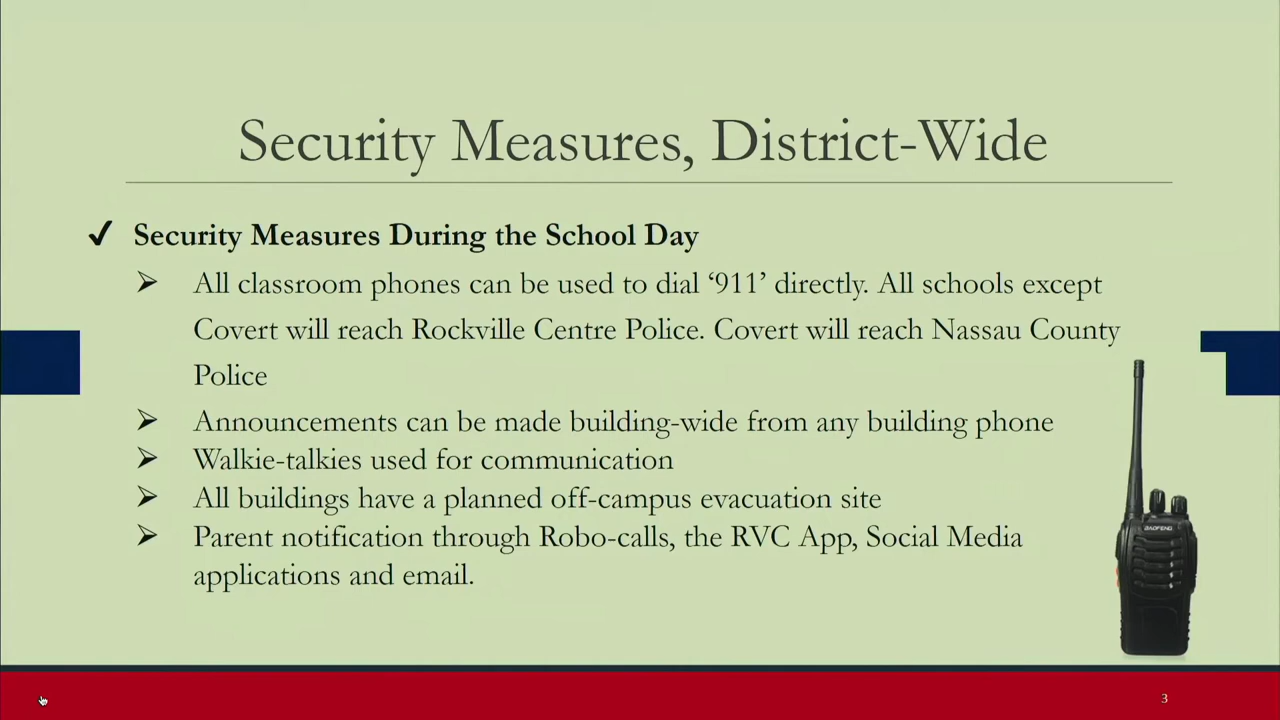 Security Measures, District-Wide
✔ Security Measures During the School Day
➢ All classroom phones can be used to dial ‘911’ directly. All schools except
Covert will reach Rockville Centre Police. Covert will reach Nassau County
Police
➢ Announcements can be made building-wide from any building phone
➢ Walkie-talkies used for communication
➢ All buildings have a planned off-campus evacuation site
➢ Parent notification through Robo-calls, the RVC App, Social Media
applications and email.
BAOFENG
3